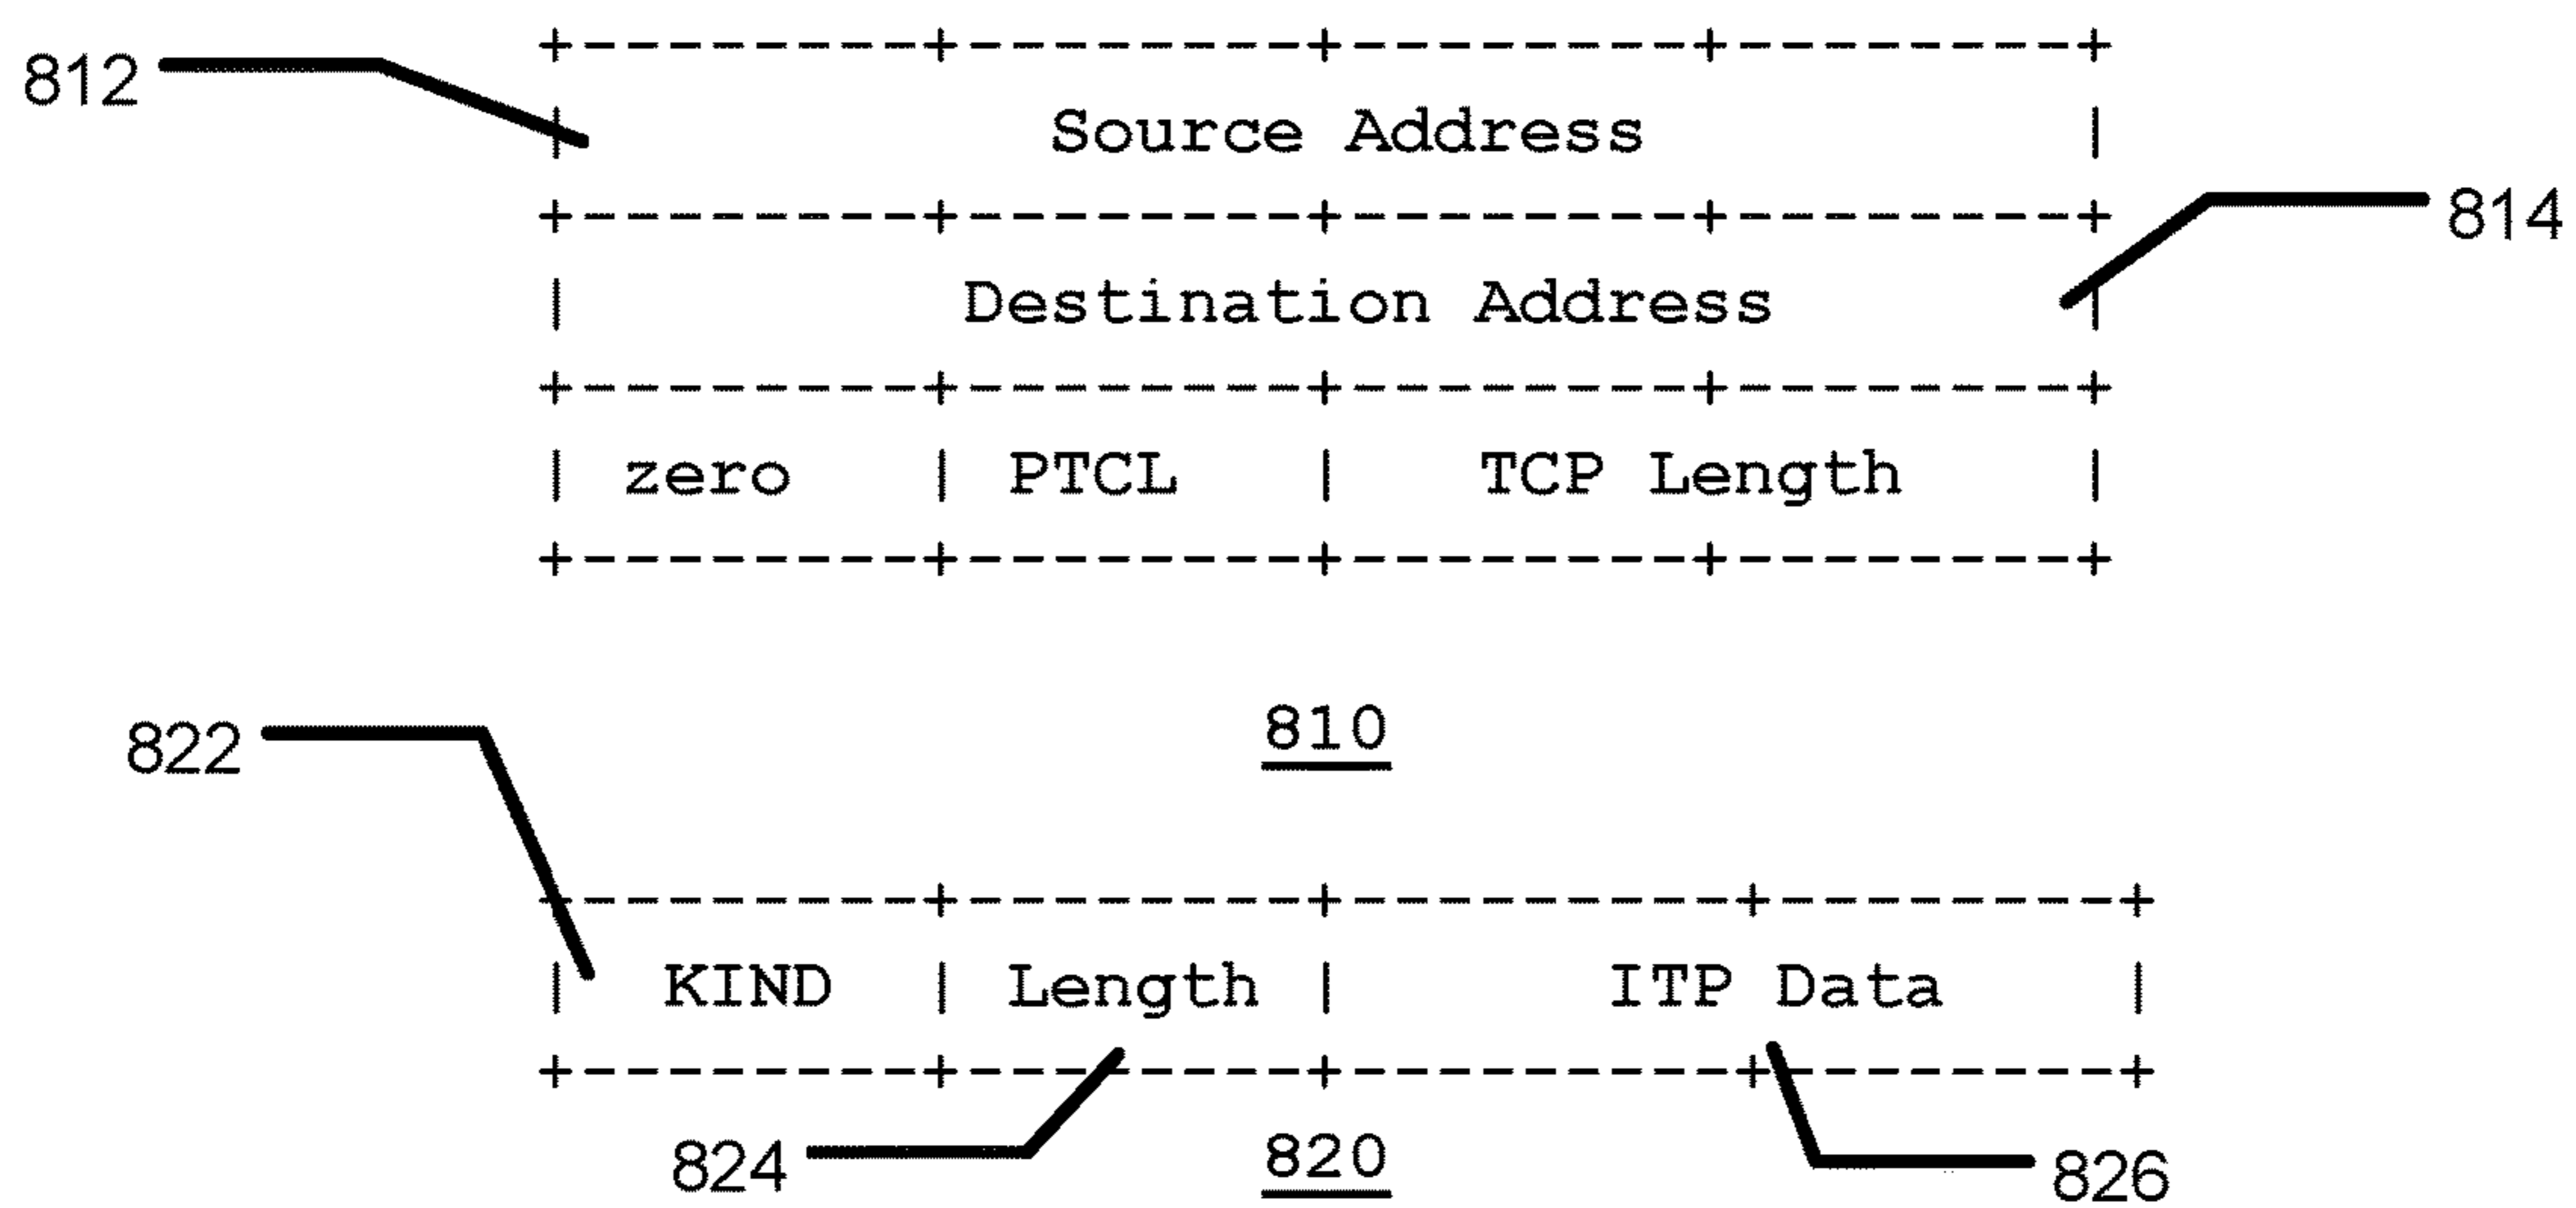 812
Source Address
814
Destination Address
zero | PTCL | TCP Length
810
822
KIND | Length | ITP Data
824
820
826